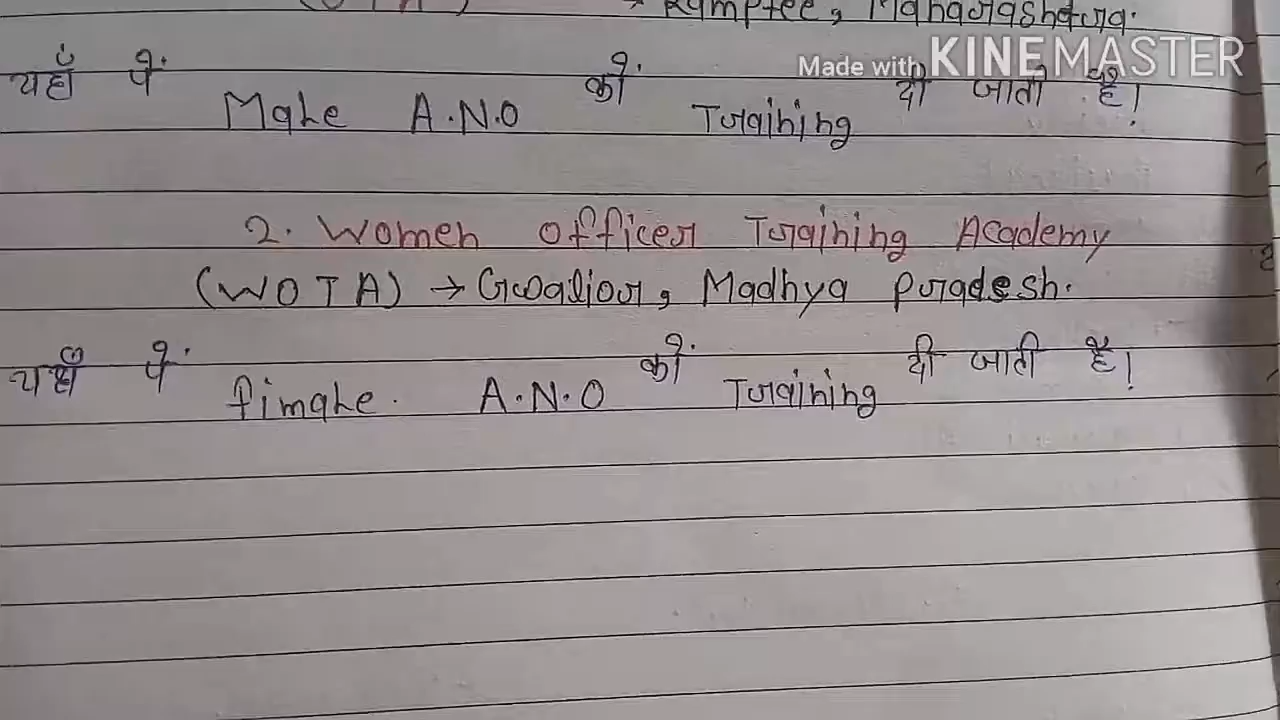 (OTA) → Kamptee, Maharashtra.
Made with KINEMASTER
यहाँ पें Male A.N.O कों Training दी जाती हैं।
2. Women Officer Training Academy
(WOTA) → Gwalior, Madhya Pradesh.
यहाँ पें fimale. A.N.O कों Training दी जाती है।